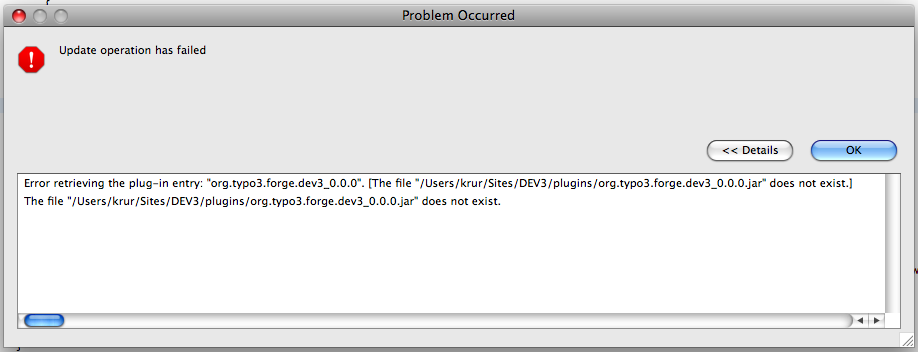 Problem Occurred
Update operation has failed
<< Details
OK
Error retrieving the plug-in entry: "org.typo3.forge.dev3_0.0.0". [The file "/Users/krur/Sites/DEV3/plugins/org.typo3.forge.dev3_0.0.0.jar" does not exist.]
The file "/Users/krur/Sites/DEV3/plugins/org.typo3.forge.dev3_0.0.0.jar" does not exist.